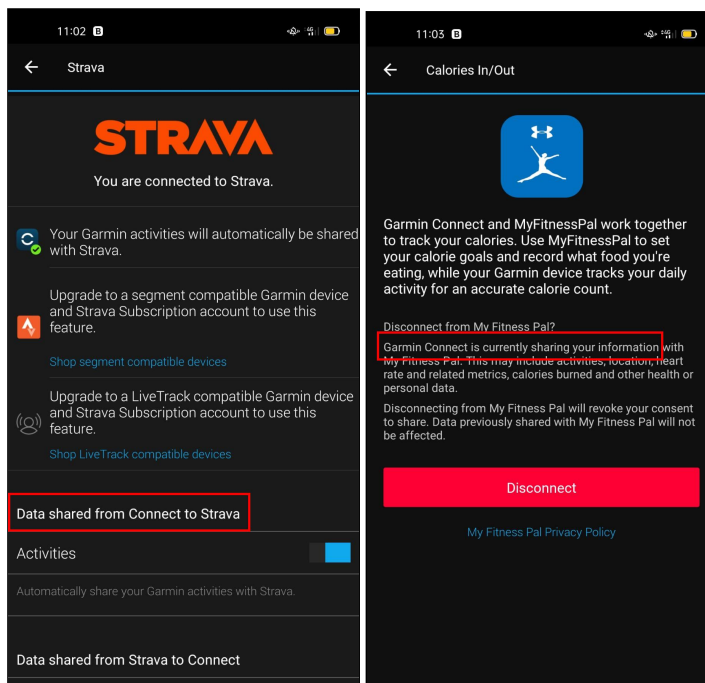 11:02 B
4G
Strava
STRAVA
You are connected to Strava.
Your Garmin activities will automatically be shared
with Strava.
Upgrade to a segment compatible Garmin device
and Strava Subscription account to use this
feature.
Shop segment compatible devices
Upgrade to a LiveTrack compatible Garmin device
and Strava Subscription account to use this
feature.
Shop LiveTrack compatible devices
Data shared from Connect to Strava
Activities
Automatically share your Garmin activities with Strava.
Data shared from Strava to Connect
11:03 B
4G
Calories In/Out
Garmin Connect and MyFitnessPal work together
to track your calories. Use MyFitnessPal to set
your calorie goals and record what food you're
eating, while your Garmin device tracks your daily
activity for an accurate calorie count.
Disconnect from My Fitness Pal?
Garmin Connect is currently sharing your information with
My Fitness Pal. This may include activities, location, heart
rate and related metrics, calories burned and other health or
personal data.
Disconnecting from My Fitness Pal will revoke your consent
to share. Data previously shared with My Fitness Pal will not
be affected.
Disconnect
My Fitness Pal Privacy Policy